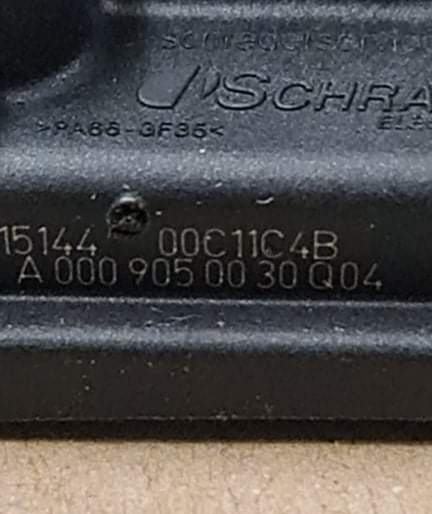 SCHRA
>PA66-GF35<
15144 00C11C4B
A 000 905 00 30 Q04